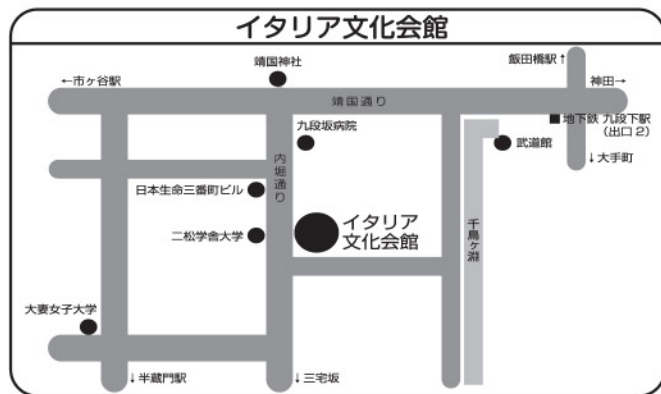 イタリア文化会館
飯田橋駅↑
靖国神社
←市ヶ谷駅
神田→
靖国通り
■地下鉄 九段下駅
（出口2）
九段坂病院
武道館
↓大手町
内堀通り
日本生命三番町ビル
イタリア
文化会館
二松学舎大学
千鳥ヶ淵
大妻女子大学
↓半蔵門駅
↓三宅坂